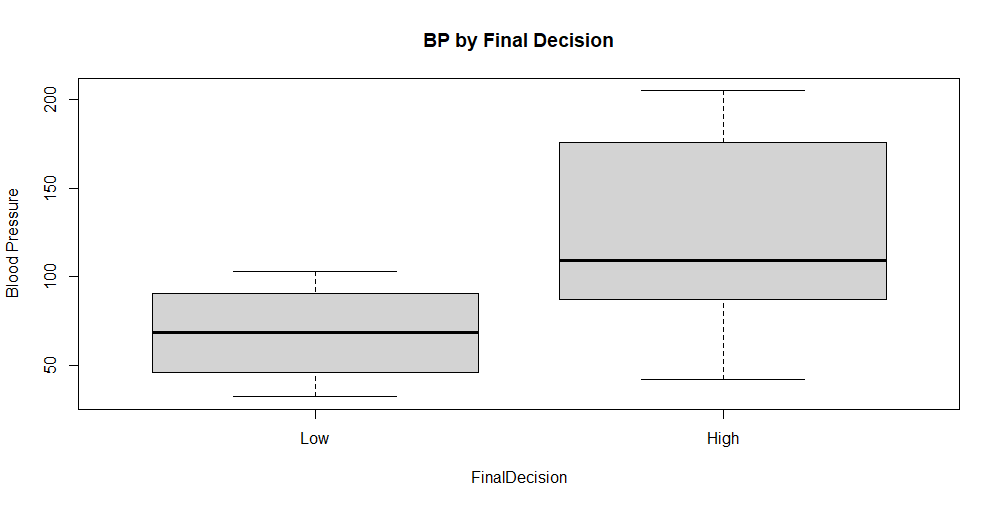 BP by Final Decision
Blood Pressure
200
150
100
50
Low
High
FinalDecision